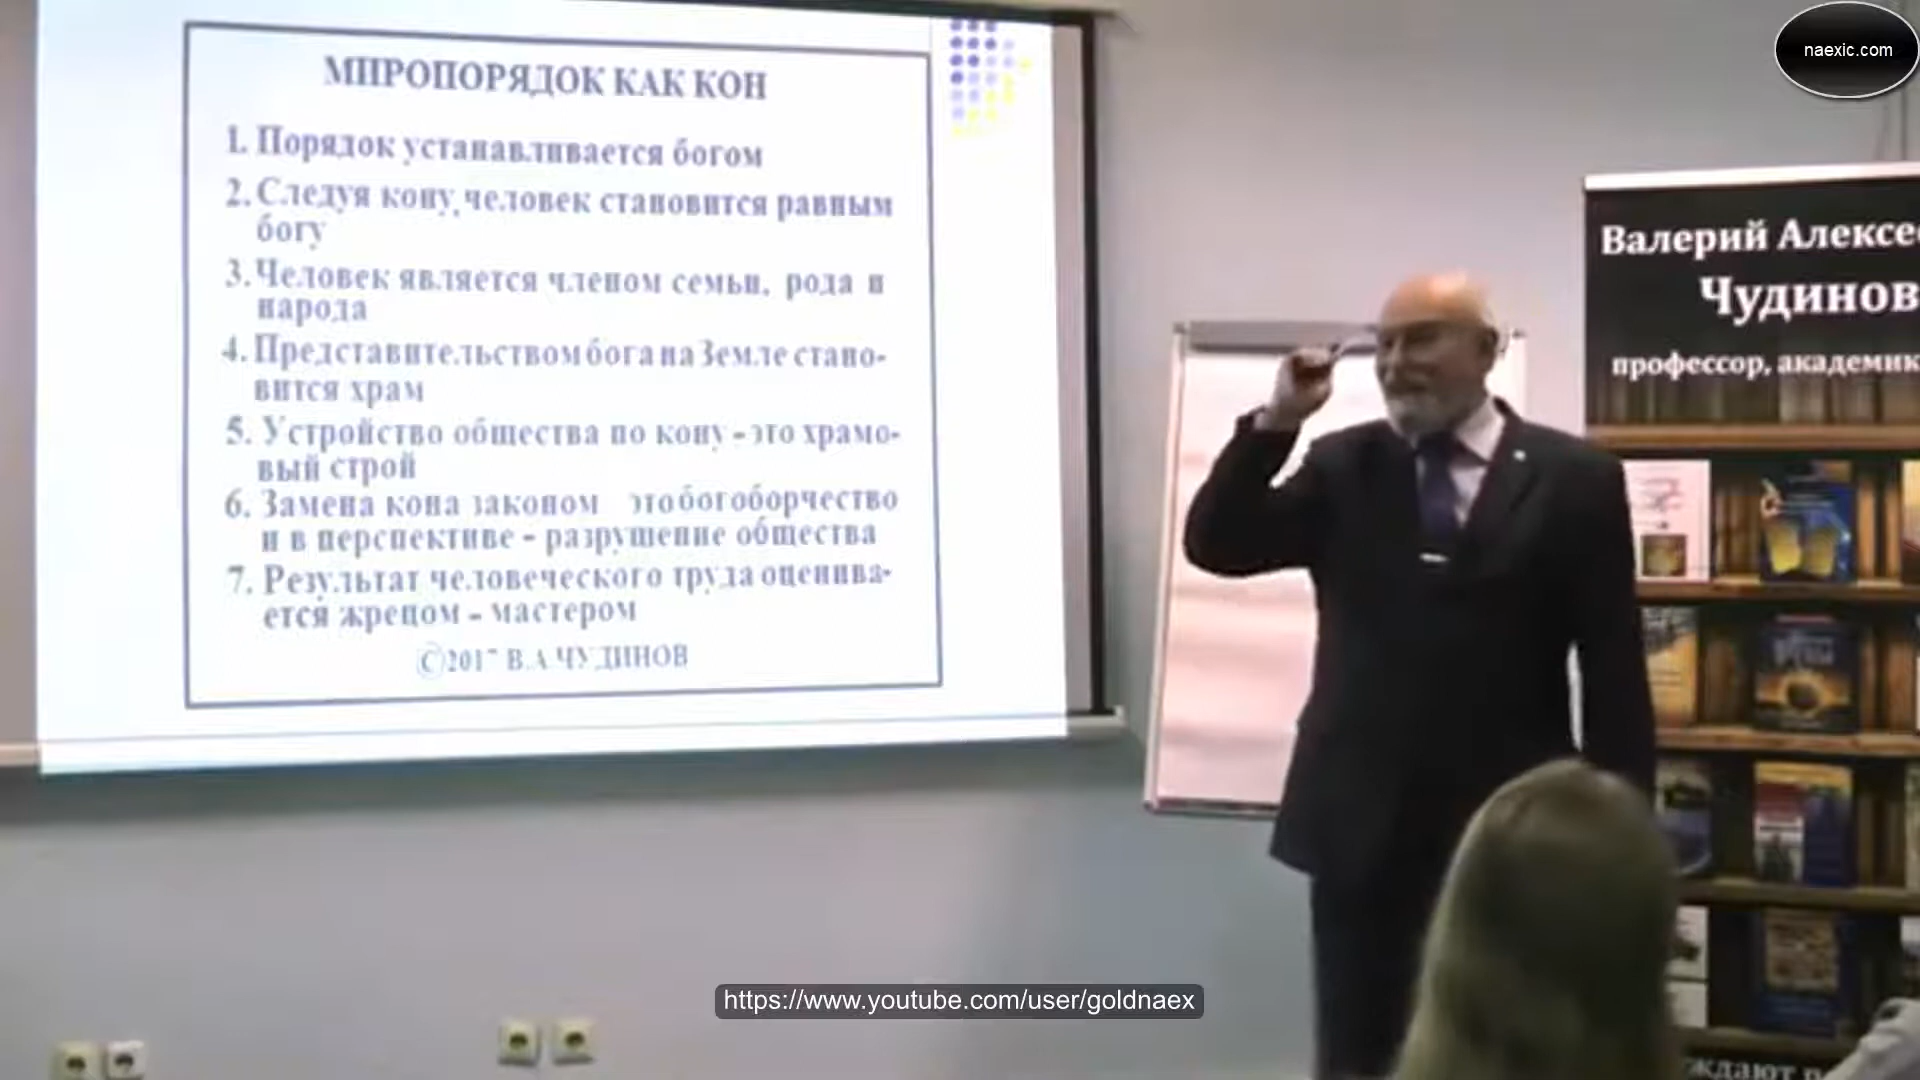 МИРОПОРЯДОК КАК КОН
1. Порядок устанавливается богом
2. Следуя кону, человек становится равным
богу
3. Человек является членом семьи, рода и
народа
4. Представительством бога на Земле стано-
вится храм
5. Устройство общества по кону - это храмо-
вый строй
6. Замена кона законом это богоборчество
и в перспективе - разрушение общества
7. Результат человеческого труда оценива-
ется жрецом - мастером
©2017 В.А.ЧУДИНОВ
naexic.com
Валерий Алексе
Чудинов
профессор, академик
https://www.youtube.com/user/goldnaex